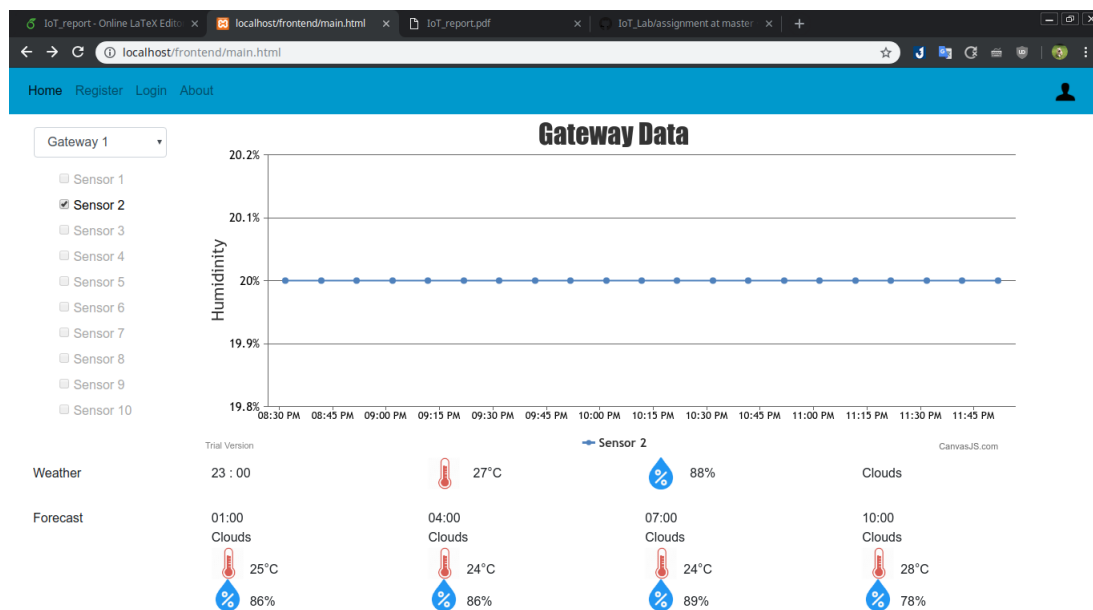 IoT_report - Online LaTeX Edito
localhost/frontend/main.html
IoT_report.pdf
IoT_Lab/assignment at master
localhost/frontend/main.html
Home Register Login About
Gateway 1
Sensor 1
Sensor 2
Sensor 3
Sensor 4
Sensor 5
Sensor 6
Sensor 7
Sensor 8
Sensor 9
Sensor 10
Gateway Data
Humidinity
20.2%
20.1%
20%
19.9%
19.8%
08:30 PM 08:45 PM 09:00 PM 09:15 PM 09:30 PM 09:45 PM 10:00 PM 10:15 PM 10:30 PM 10:45 PM 11:00 PM 11:15 PM 11:30 PM 11:45 PM
Trial Version
Sensor 2
CanvasJS.com
Weather 23 : 00 27°C % 88% Clouds
Forecast 01:00 04:00 07:00 10:00
Clouds Clouds Clouds Clouds
25°C 24°C 24°C 28°C
% 86% % 86% % 89% % 78%